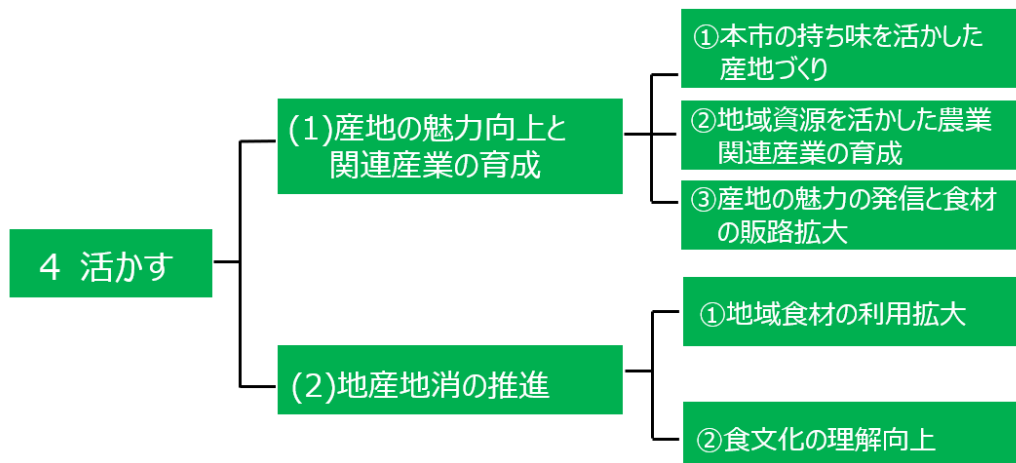 4 活かす
(1)産地の魅力向上と
関連産業の育成
①本市の持ち味を活かした
産地づくり
②地域資源を活かした農業
関連産業の育成
③産地の魅力の発信と食材
の販路拡大
(2)地産地消の推進
①地域食材の利用拡大
②食文化の理解向上